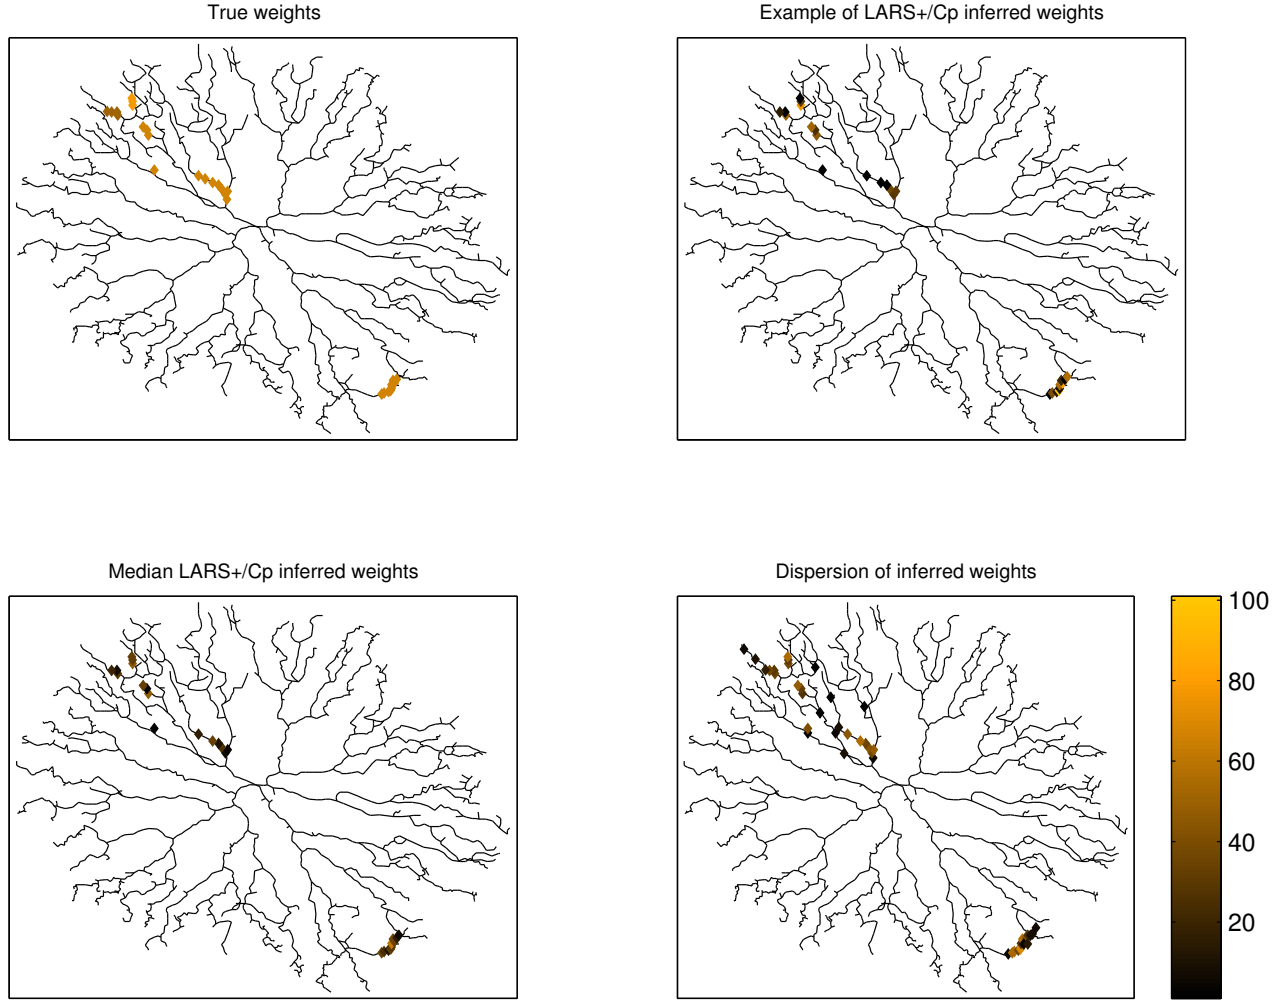 True weights
Example of LARS+/Cp inferred weights
Median LARS+/Cp inferred weights
Dispersion of inferred weights
100
80
60
40
20